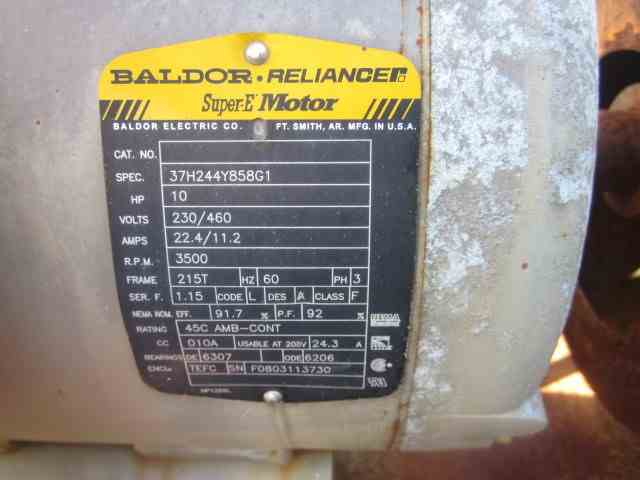 BALDOR · RELIANCE
Super-E Motor
BALDOR ELECTRIC CO. FT. SMITH, AR. MFG. IN U.S.A.
CAT. NO.
SPEC. 37H244Y858G1
HP 10
VOLTS 230/460
AMPS 22.4/11.2
R.P.M. 3500
FRAME 215T HZ 60 PH 3
SER. F. 1.15 CODE L DES A CLASS F
NEMA NOM. EFF. 91.7 % P.F. 92 %
RATING 45C AMB-CONT
CC 010A USABLE AT 208V 24.3 A
BEARINGS DE 6307 ODE 6206
ENCL. TEFC SN F0803113730